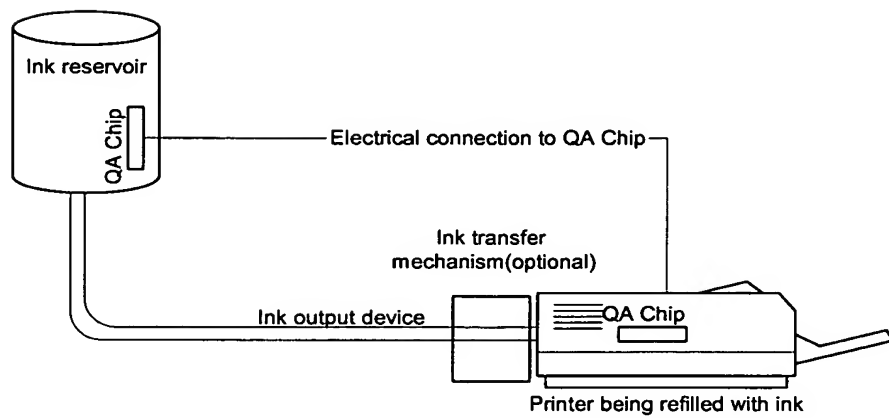 Ink reservoir
QA Chip
Electrical connection to QA Chip
Ink transfer
mechanism(optional)
Ink output device
QA Chip
Printer being refilled with ink